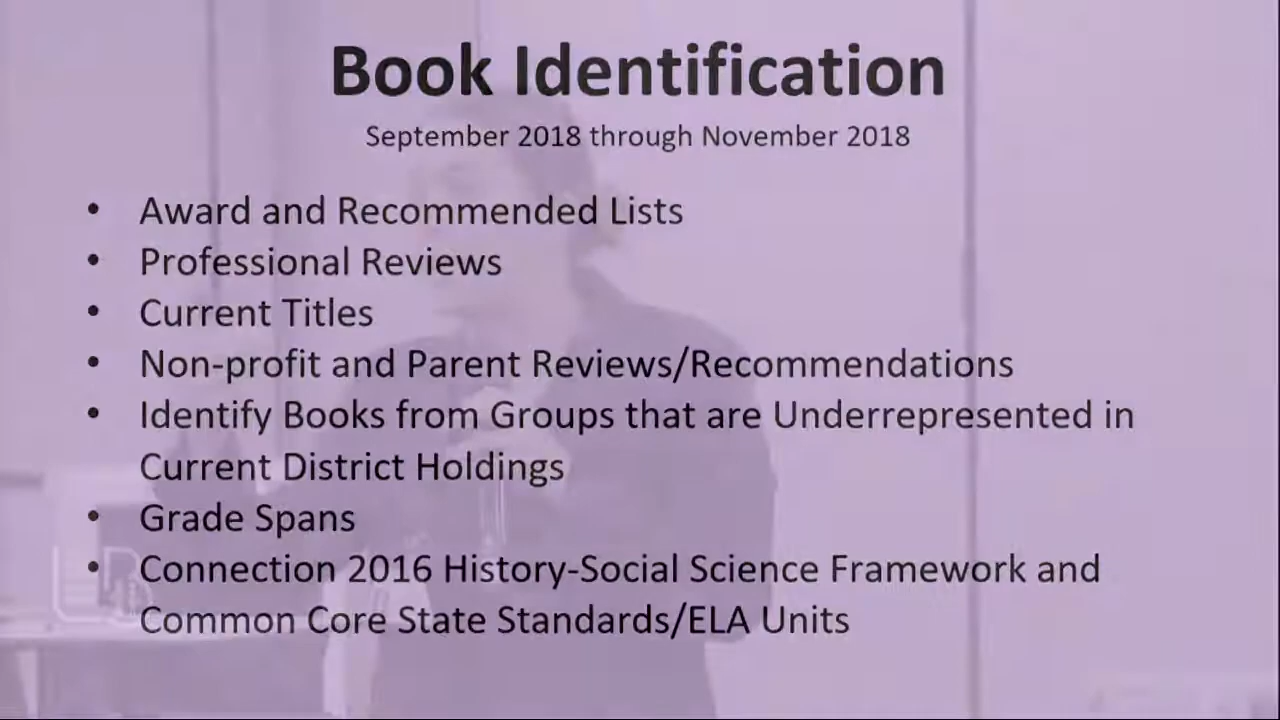 Book Identification
September 2018 through November 2018
• Award and Recommended Lists
• Professional Reviews
• Current Titles
• Non-profit and Parent Reviews/Recommendations
• Identify Books from Groups that are Underrepresented in
Current District Holdings
• Grade Spans
• Connection 2016 History-Social Science Framework and
Common Core State Standards/ELA Units